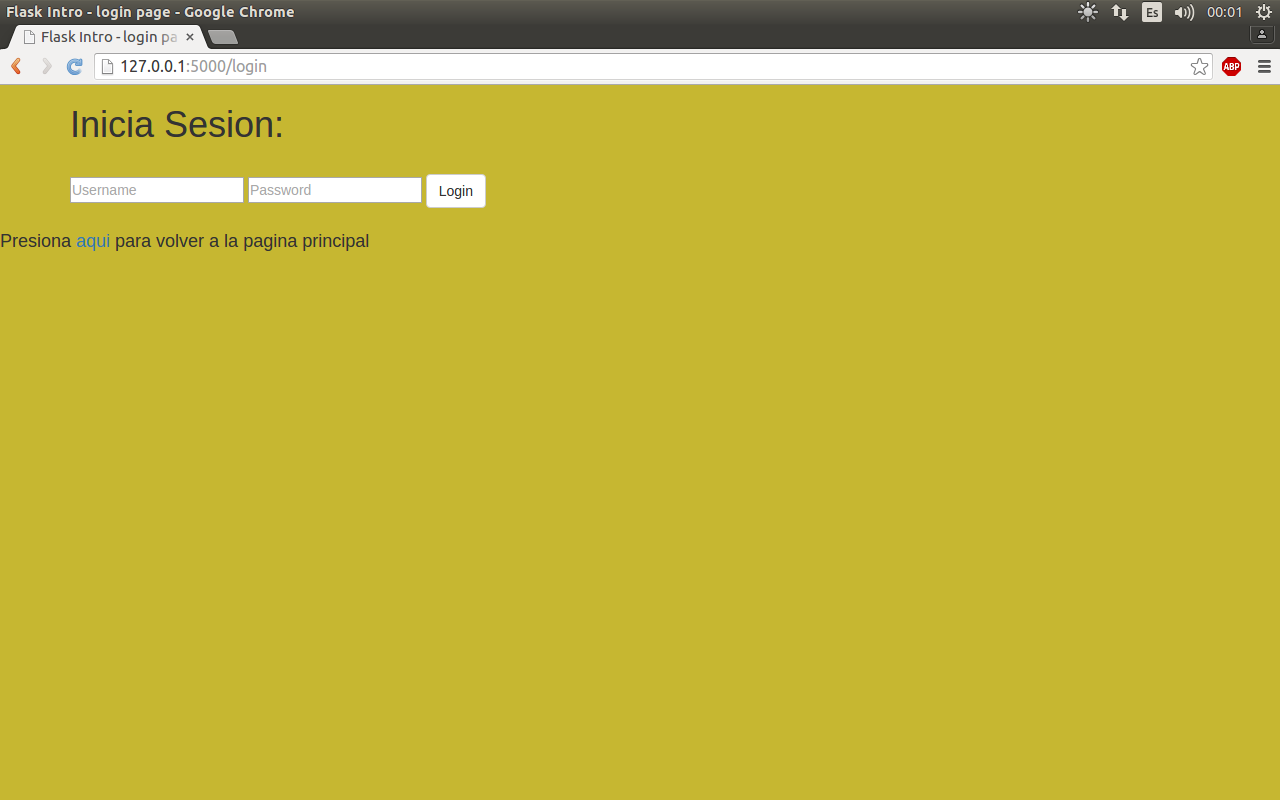 Flask Intro - login page - Google Chrome
Es
00:01
Flask Intro - login pa
127.0.0.1:5000/login
ABP
Inicia Sesion:
Username Password Login
Presiona aqui para volver a la pagina principal